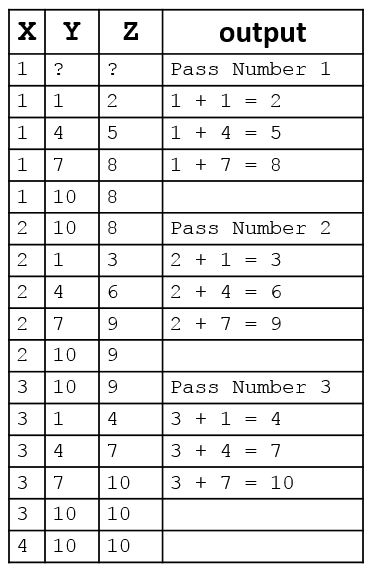 X Y Z output
1 ? ? Pass Number 1
1 1 2 1 + 1 = 2
1 4 5 1 + 4 = 5
1 7 8 1 + 7 = 8
1 10 8
2 10 8 Pass Number 2
2 1 3 2 + 1 = 3
2 4 6 2 + 4 = 6
2 7 9 2 + 7 = 9
2 10 9
3 10 9 Pass Number 3
3 1 4 3 + 1 = 4
3 4 7 3 + 4 = 7
3 7 10 3 + 7 = 10
3 10 10
4 10 10